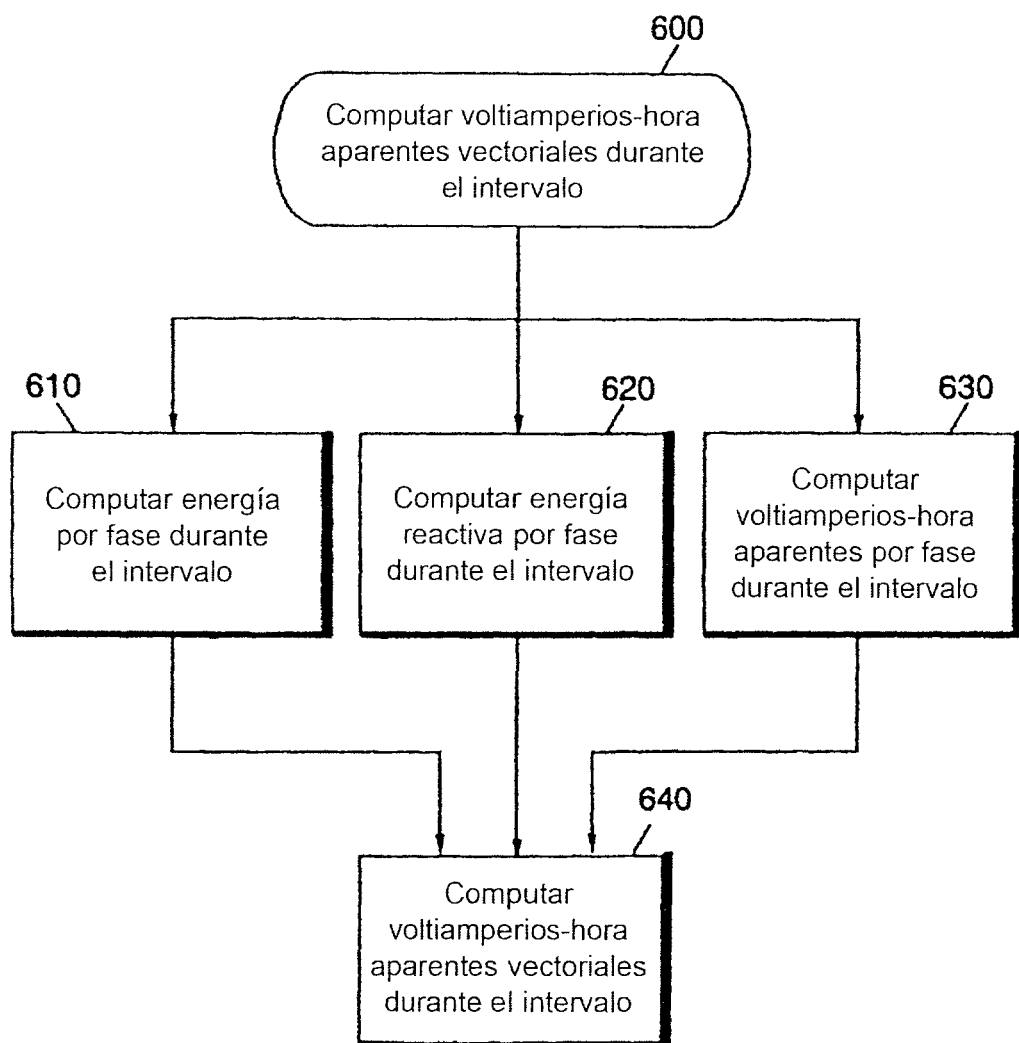 600
Computar voltiamperios-hora
aparentes vectoriales durante
el intervalo
610
620
630
Computar energía
por fase durante
el intervalo
Computar energía
reactiva por fase
durante el intervalo
Computar
voltiamperios-hora
aparentes por fase
durante el intervalo
640
Computar
voltiamperios-hora
aparentes vectoriales
durante el intervalo